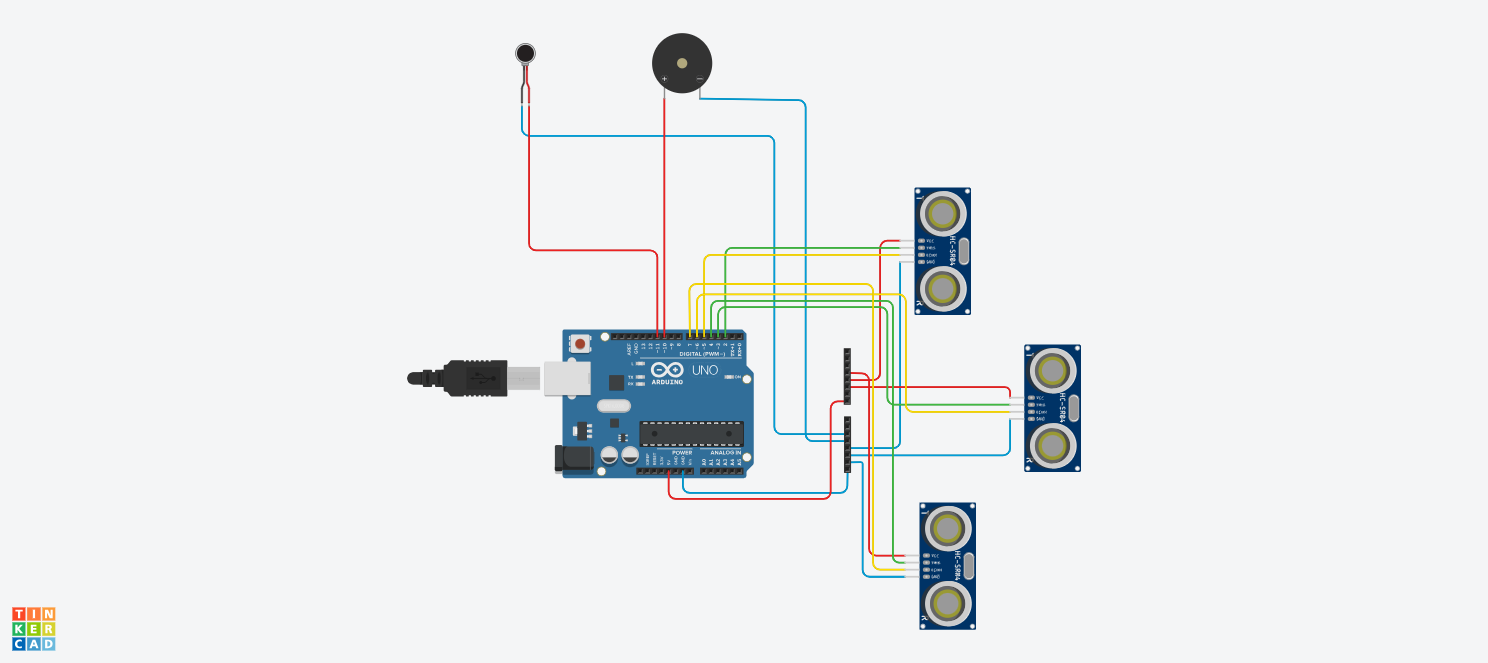 + −
VCC
TRIG
ECHO
GND
HC-SR04
T
R
AREF
GND
13
12
~11
~10
~9
8
7
~6
~5
4
~3
2
TX→1
RX←0
DIGITAL (PWM~)
L
TX
RX
ARDUINO
UNO
ON
POWER
ANALOG IN
IOREF
RESET
3.3V
5V
GND
GND
Vin
A0
A1
A2
A3
A4
A5
VCC
TRIG
ECHO
GND
HC-SR04
T
R
VCC
TRIG
ECHO
GND
HC-SR04
T
R
TIN
KER
CAD